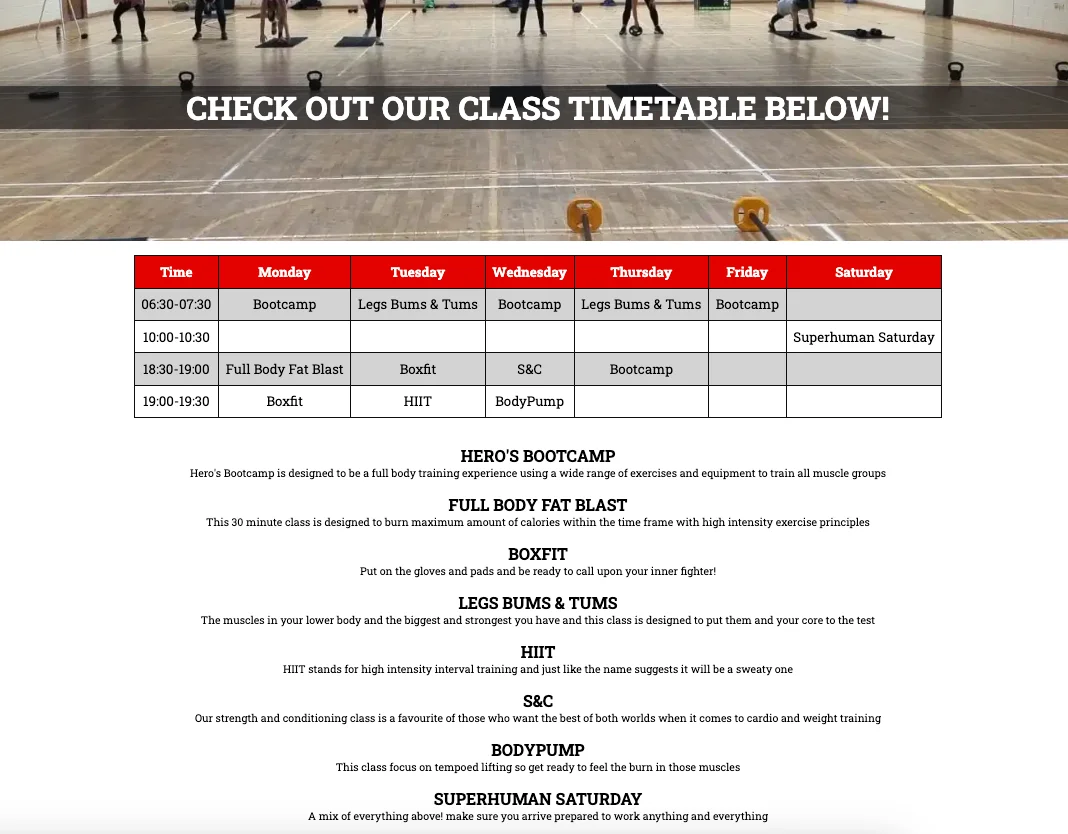 CHECK OUT OUR CLASS TIMETABLE BELOW!
Time Monday Tuesday Wednesday Thursday Friday Saturday
06:30-07:30 Bootcamp Legs Bums & Tums Bootcamp Legs Bums & Tums Bootcamp
10:00-10:30 Superhuman Saturday
18:30-19:00 Full Body Fat Blast Boxfit S&C Bootcamp
19:00-19:30 Boxfit HIIT BodyPump
HERO'S BOOTCAMP
Hero's Bootcamp is designed to be a full body training experience using a wide range of exercises and equipment to train all muscle groups
FULL BODY FAT BLAST
This 30 minute class is designed to burn maximum amount of calories within the time frame with high intensity exercise principles
BOXFIT
Put on the gloves and pads and be ready to call upon your inner fighter!
LEGS BUMS & TUMS
The muscles in your lower body and the biggest and strongest you have and this class is designed to put them and your core to the test
HIIT
HIIT stands for high intensity interval training and just like the name suggests it will be a sweaty one
S&C
Our strength and conditioning class is a favourite of those who want the best of both worlds when it comes to cardio and weight training
BODYPUMP
This class focus on tempoed lifting so get ready to feel the burn in those muscles
SUPERHUMAN SATURDAY
A mix of everything above! make sure you arrive prepared to work anything and everything